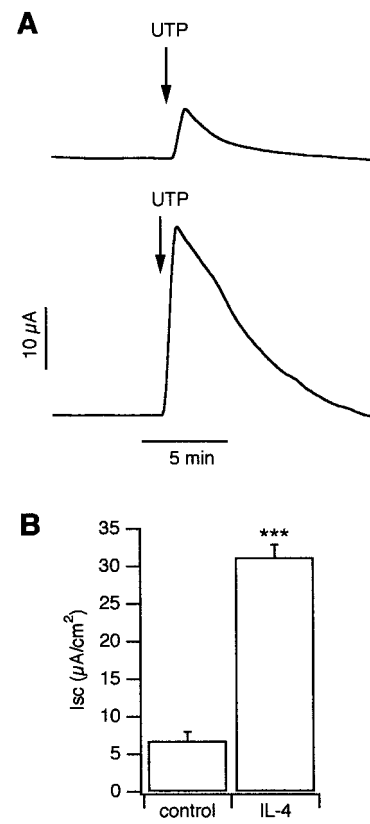 A
UTP
UTP
10 µA
5 min
B
Isc (µA/cm²)
35
30
25
20
15
10
5
0
***
control
IL-4